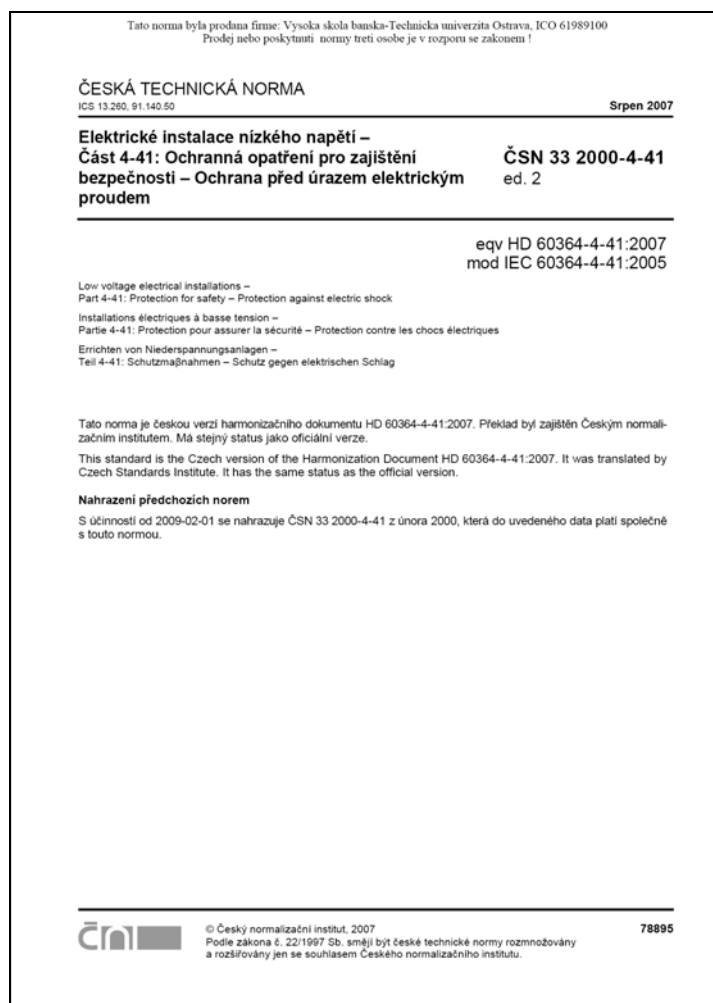 Tato norma byla prodana firme: Vysoka skola banska-Technicka univerzita Ostrava, ICO 61989100
Prodej nebo poskytnuti normy treti osobe je v rozporu se zakonem !
ČESKÁ TECHNICKÁ NORMA
ICS 13.260, 91.140.50
Srpen 2007
Elektrické instalace nízkého napětí –
Část 4-41: Ochranná opatření pro zajištění
bezpečnosti – Ochrana před úrazem elektrickým
proudem
ČSN 33 2000-4-41
ed. 2
eqv HD 60364-4-41:2007
mod IEC 60364-4-41:2005
Low voltage electrical installations –
Part 4-41: Protection for safety – Protection against electric shock
Installations électriques à basse tension –
Partie 4-41: Protection pour assurer la sécurité – Protection contre les chocs électriques
Errichten von Niederspannungsanlagen –
Teil 4-41: Schutzmaßnahmen – Schutz gegen elektrischen Schlag
Tato norma je českou verzí harmonizačního dokumentu HD 60364-4-41:2007. Překlad byl zajištěn Českým normali-
začním institutem. Má stejný status jako oficiální verze.
This standard is the Czech version of the Harmonization Document HD 60364-4-41:2007. It was translated by
Czech Standards Institute. It has the same status as the official version.
Nahrazení předchozích norem
S účinností od 2009-02-01 se nahrazuje ČSN 33 2000-4-41 z února 2000, která do uvedeného data platí společně
s touto normou.
čni
© Český normalizační institut, 2007
Podle zákona č. 22/1997 Sb. smějí být české technické normy rozmnožovány
a rozšiřovány jen se souhlasem Českého normalizačního institutu.
78895